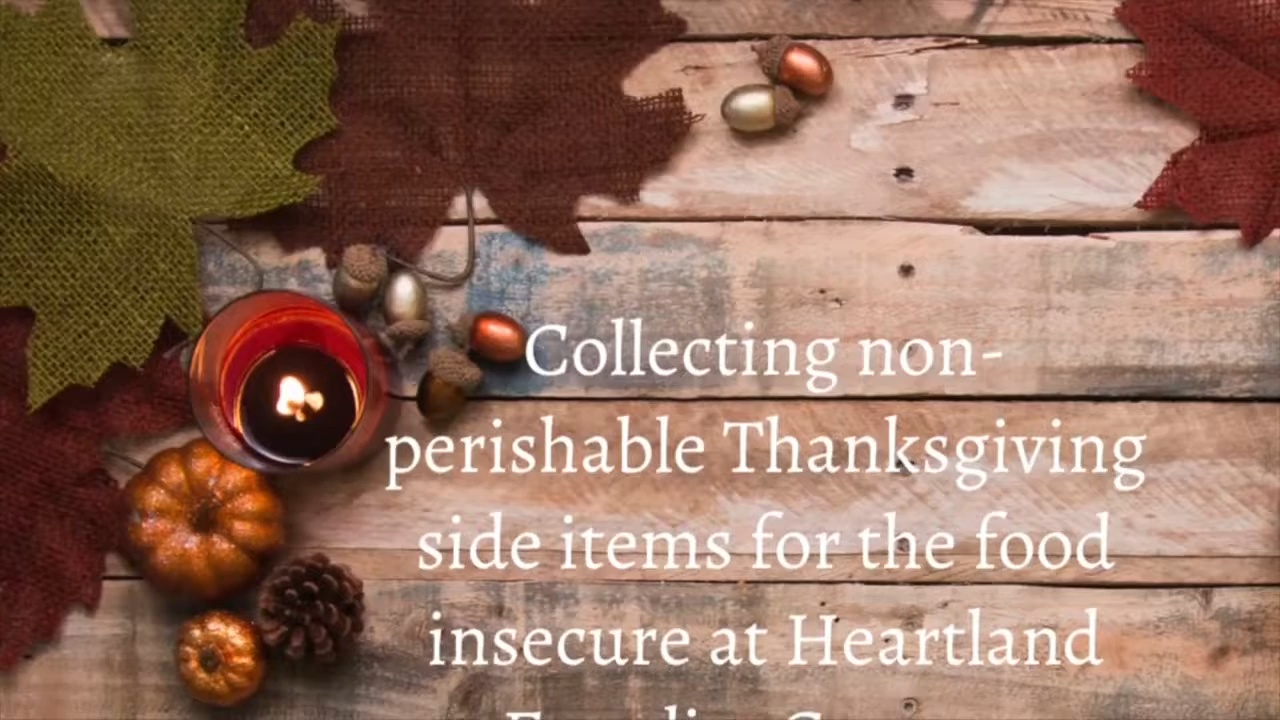 Collecting non-
perishable Thanksgiving
side items for the food
insecure at Heartland